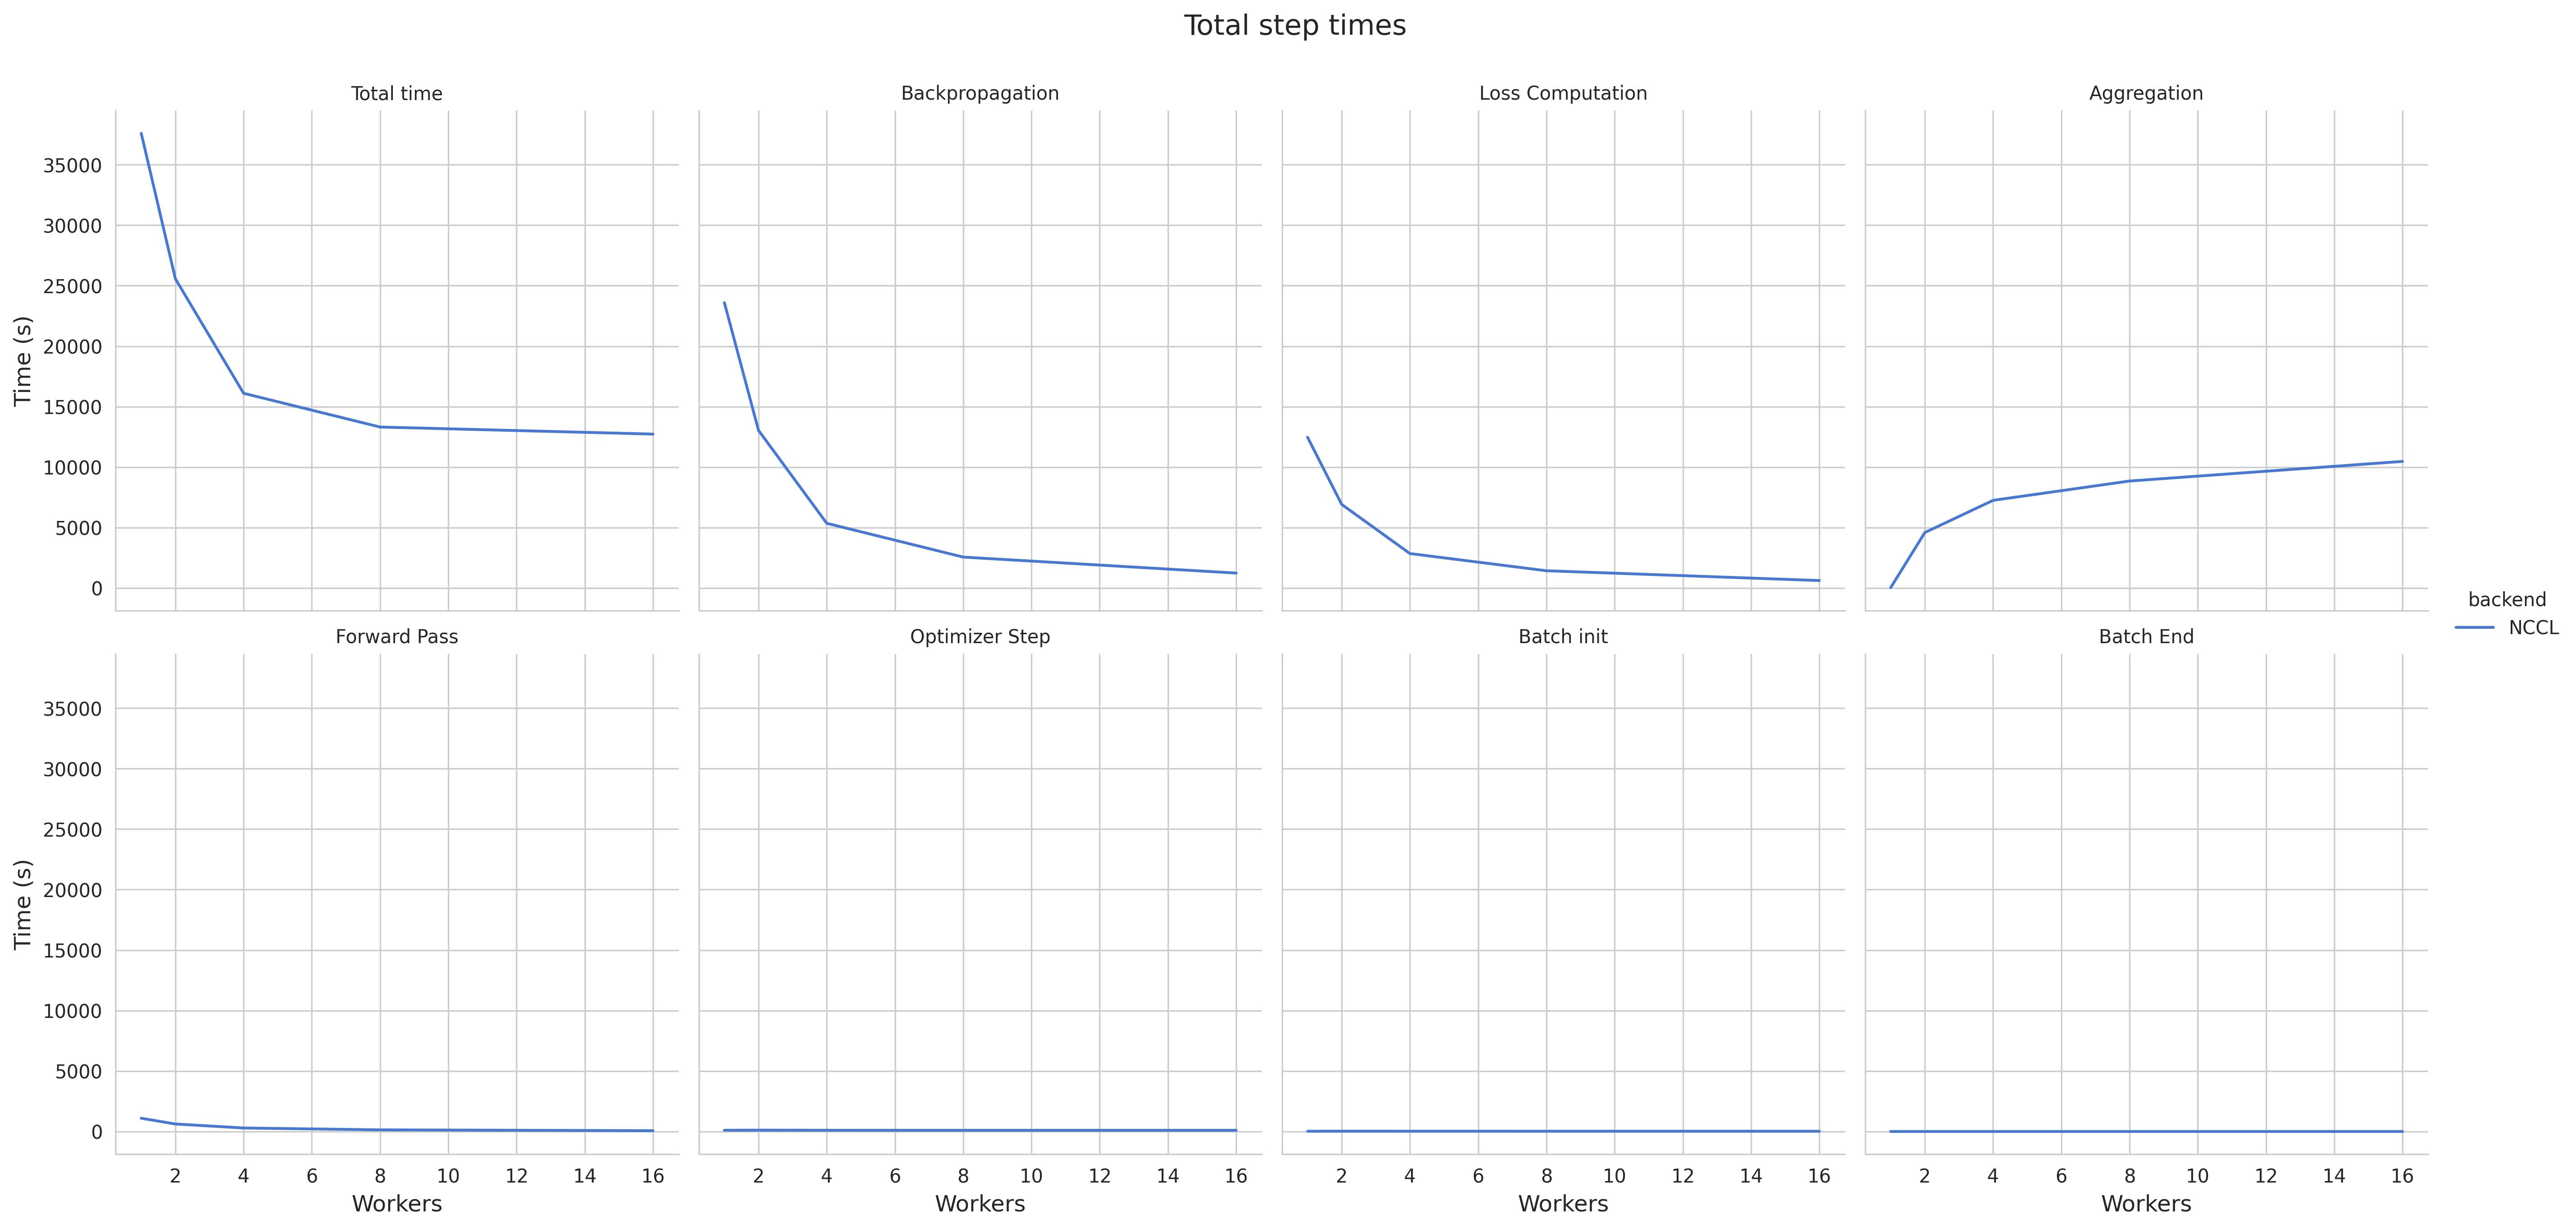 Total step times
Total time
Backpropagation
Loss Computation
Aggregation
Time (s)
35000
30000
25000
20000
15000
10000
5000
0
backend
NCCL
Forward Pass
Optimizer Step
Batch init
Batch End
Time (s)
35000
30000
25000
20000
15000
10000
5000
0
2 4 6 8 10 12 14 16
Workers
2 4 6 8 10 12 14 16
Workers
2 4 6 8 10 12 14 16
Workers
2 4 6 8 10 12 14 16
Workers